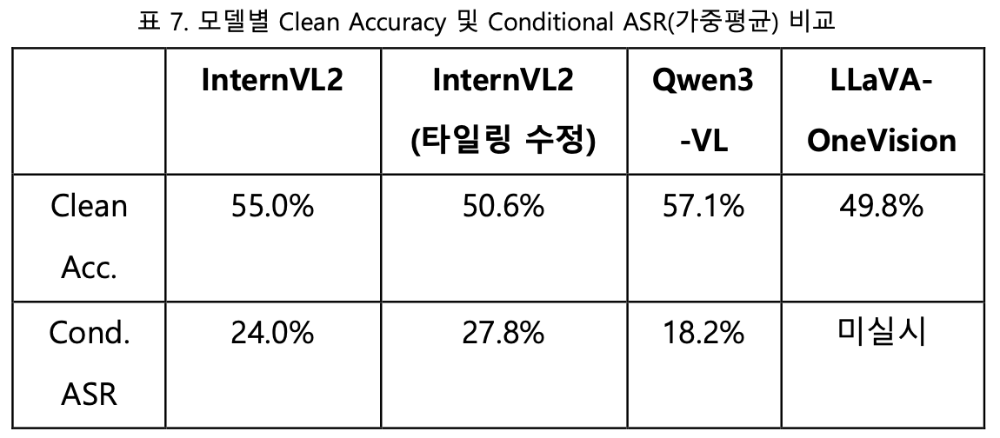 표 7. 모델별 Clean Accuracy 및 Conditional ASR(가중평균) 비교
InternVL2
InternVL2
(타일링 수정)
Qwen3
-VL
LLaVA-
OneVision
Clean
Acc.
55.0%
50.6%
57.1%
49.8%
Cond.
ASR
24.0%
27.8%
18.2%
미실시